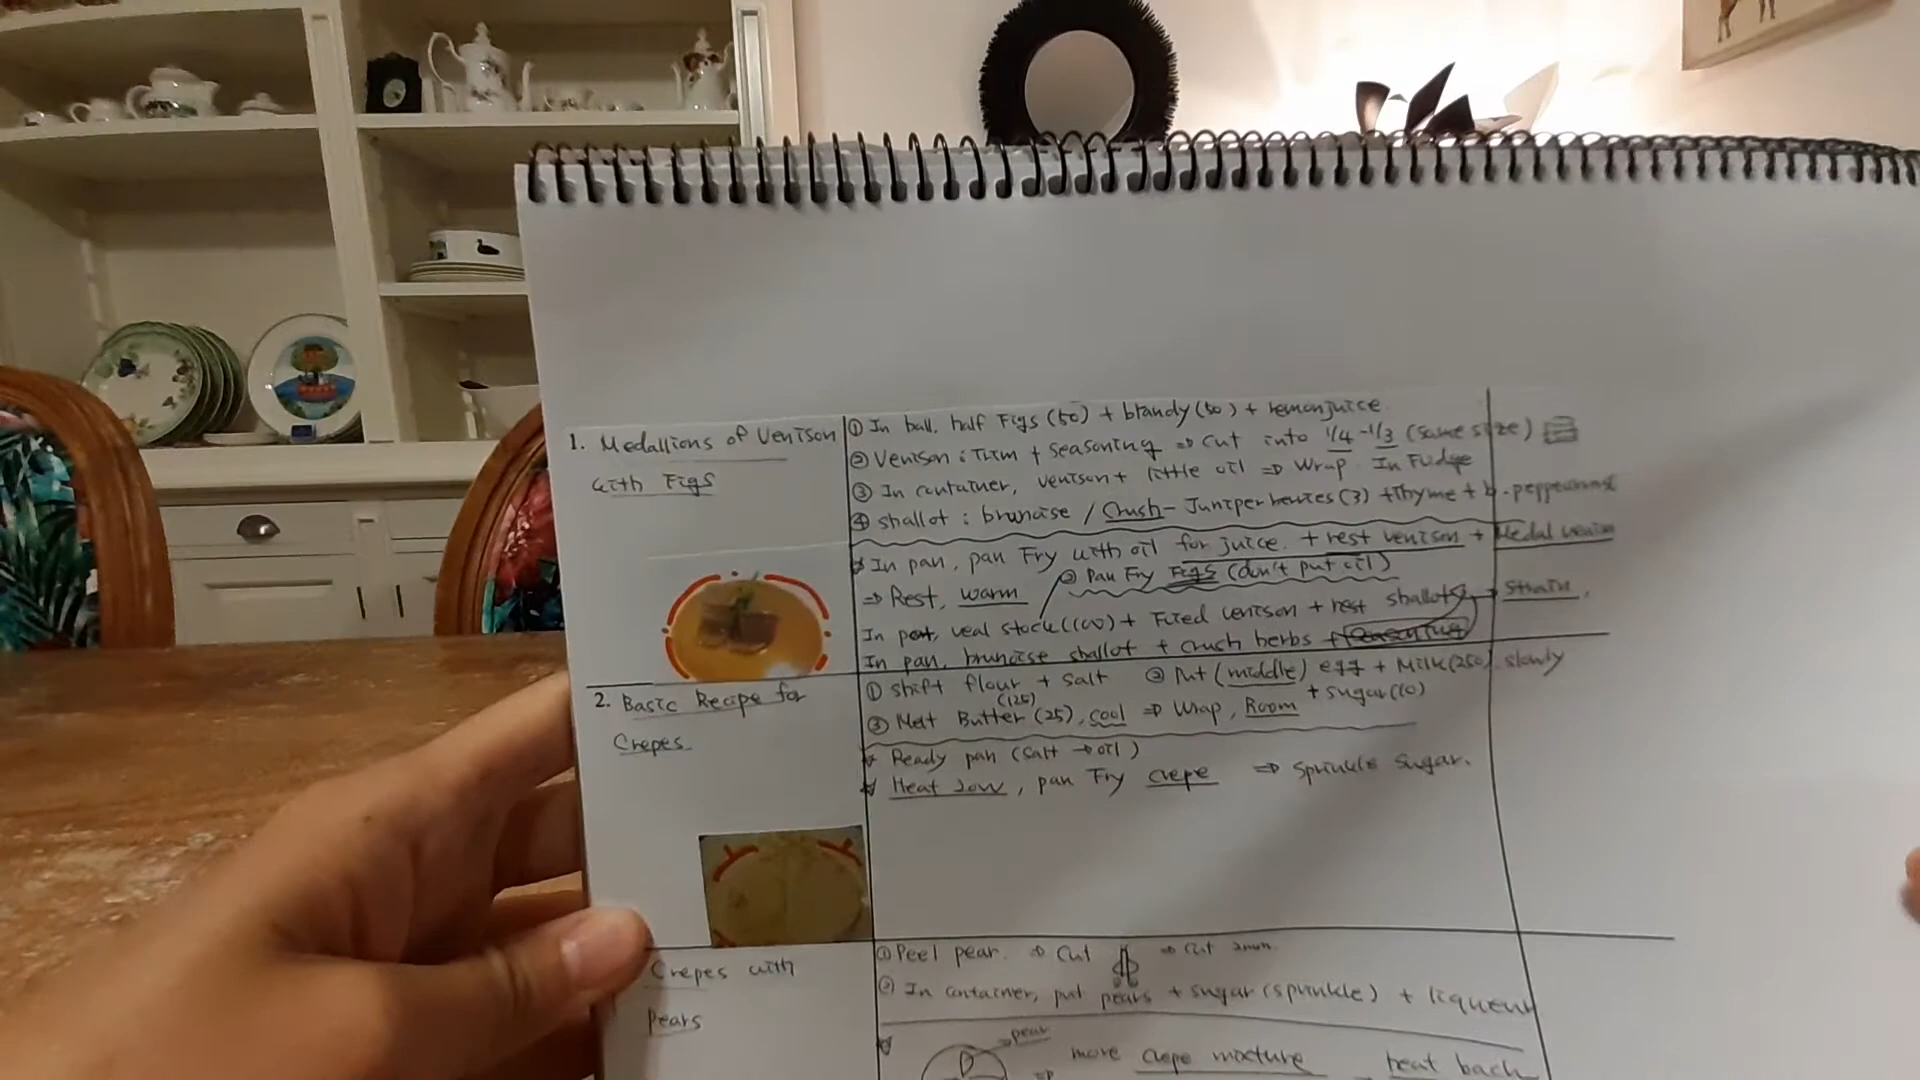 1. Medallions of Venison
with Figs
① In ball, half Figs (50) + brandy (50) + lemon juice
② Venison : Trim + seasoning ⇒ cut into 1/4 - 1/3 (same size)
③ In container, venison + little oil ⇒ Wrap. In Fridge
④ shallot : brunoise / Crush - Juniper berries (3) + thyme + b. peppercorns
In pan, pan Fry with oil for juice. + rest venison + Medal venison
⇒ Rest, warm
② Pan Fry Figs (don't put oil)
In pot, veal stock (100) + Fried venison + rest shallots → strain.
In pan, brunoise shallot + crush herbs +
2. Basic Recipe for
Crepes
① shift flour (125) + salt
② Put (middle) egg + Milk (250) slowly
+ sugar (10)
③ Melt Butter (25), cool ⇒ Wrap, Room
Ready pan (salt → oil)
Heat low, pan Fry crepe ⇒ sprinkle sugar.
Crepes with
Pears
① Peel pear. ⇒ Cut ⇒ cut 2mm.
② In container, put pears + sugar (sprinkle) + liqueur
pear
more crepe mixture heat back